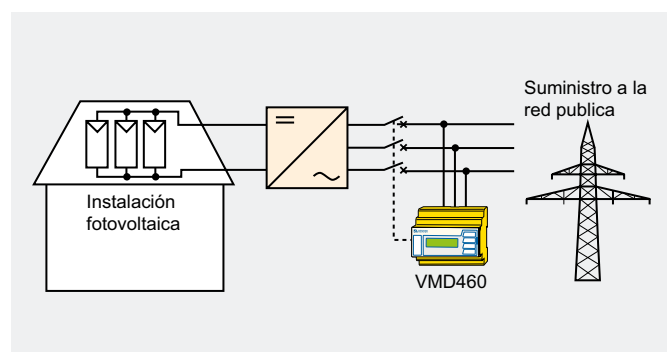 Suministro a la
red publica
Instalación
fotovoltaica
VMD460